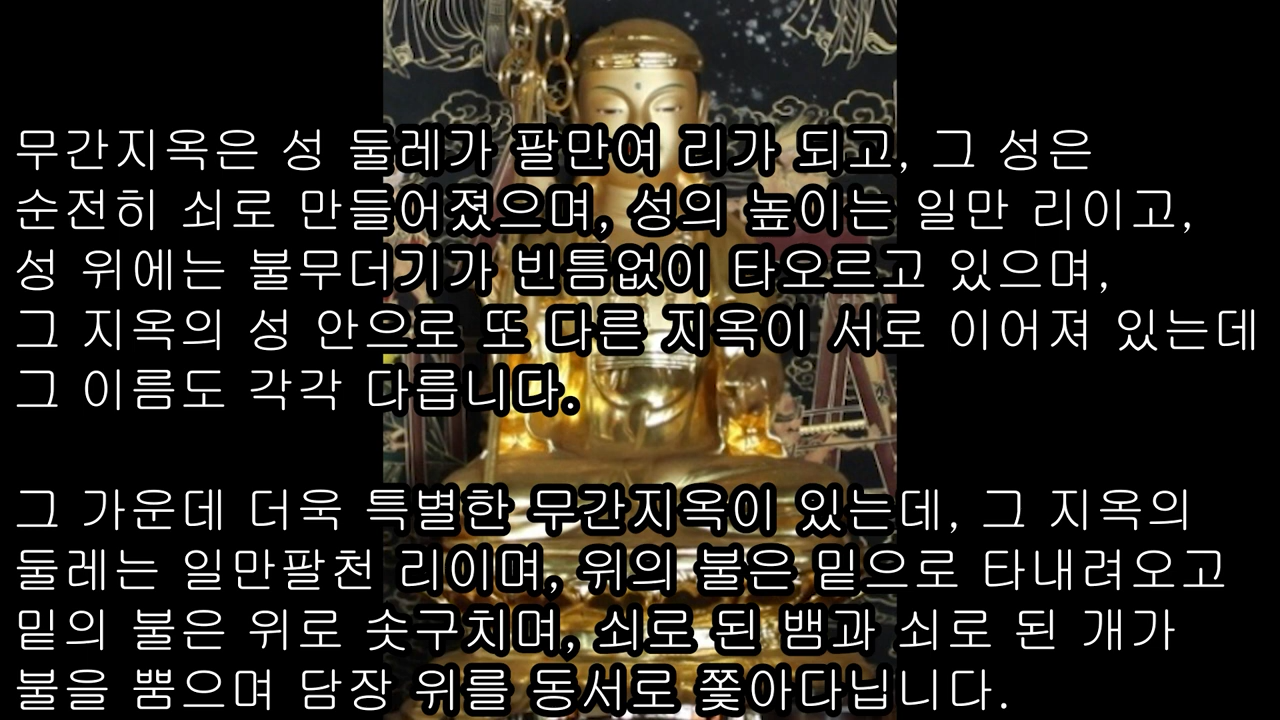 무간지옥은 성 둘레가 팔만여 리가 되고, 그 성은
순전히 쇠로 만들어졌으며, 성의 높이는 일만 리이고,
성 위에는 불무더기가 빈틈없이 타오르고 있으며,
그 지옥의 성 안으로 또 다른 지옥이 서로 이어져 있는데
그 이름도 각각 다릅니다.
그 가운데 더욱 특별한 무간지옥이 있는데, 그 지옥의
둘레는 일만팔천 리이며, 위의 불은 밑으로 타내려오고
밑의 불은 위로 솟구치며, 쇠로 된 뱀과 쇠로 된 개가
불을 뿜으며 담장 위를 동서로 쫓아다닙니다.